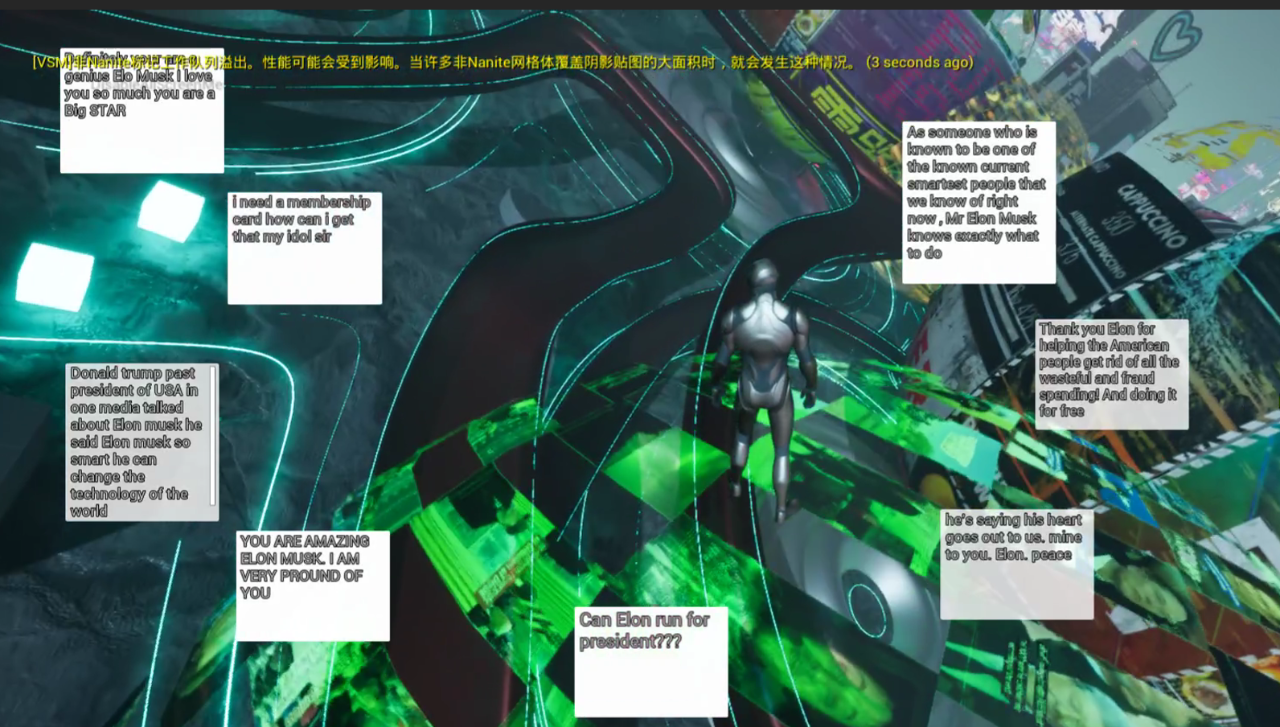 [VSM]非Nanite标记工作队列溢出。性能可能会受到影响。当许多非Nanite网格体覆盖阴影贴图的大面积时，就会发生这种情况。 (3 seconds ago)
genius Elo Musk I love
you so much you are a
Big STAR
i need a membership
card how can i get
that my idol sir
As someone who is
known to be one of
the known current
smartest people that
we know of right
now , Mr Elon Musk
knows exactly what
to do
CAPPUCCINO
Thank you Elon for
helping the American
people get rid of all the
wasteful and fraud
spending! And doing it
for free
Donald trump past
president of USA in
one media talked
about Elon musk he
said Elon musk so
smart he can
change the
technology of the
world
YOU ARE AMAZING
ELON MUSK. I AM
VERY PROUND OF
YOU
he's saying his heart
goes out to us. mine
to you. Elon. peace
Can Elon run for
president???